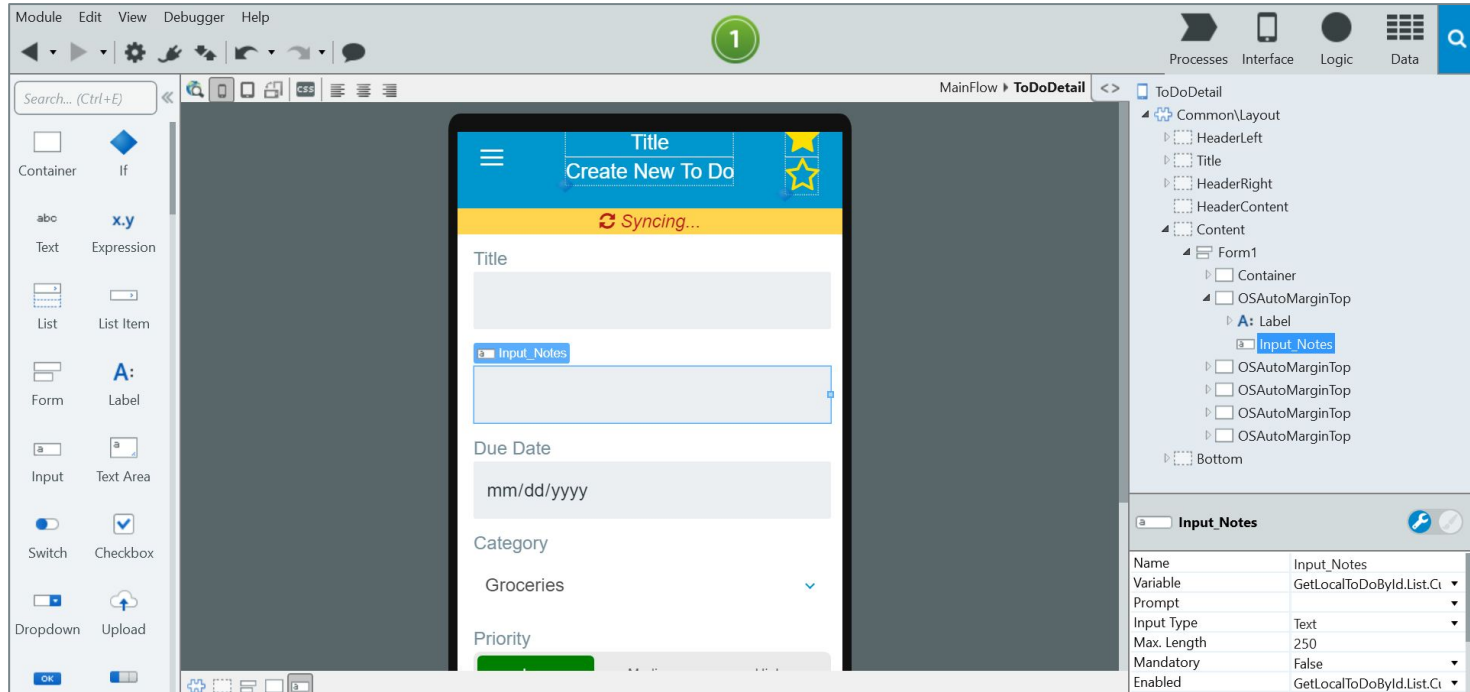 Module Edit View Debugger Help
1
Processes Interface Logic Data
Search... (Ctrl+E)
Container If
abc x.y
Text Expression
List List Item
A:
Form Label
a a
Input Text Area
Switch Checkbox
Dropdown Upload
OK
css
MainFlow ToDoDetail <>
Title
Create New To Do
Syncing...
Title
a Input_Notes
Due Date
mm/dd/yyyy
Category
Groceries
Priority
ToDoDetail
Common\Layout
HeaderLeft
Title
HeaderRight
HeaderContent
Content
Form1
Container
OSAutoMarginTop
A: Label
a Input_Notes
OSAutoMarginTop
OSAutoMarginTop
OSAutoMarginTop
OSAutoMarginTop
Bottom
a Input_Notes
Name Input_Notes
Variable GetLocalToDoById.List.Cu
Prompt
Input Type Text
Max. Length 250
Mandatory False
Enabled GetLocalToDoById.List.Cu
a